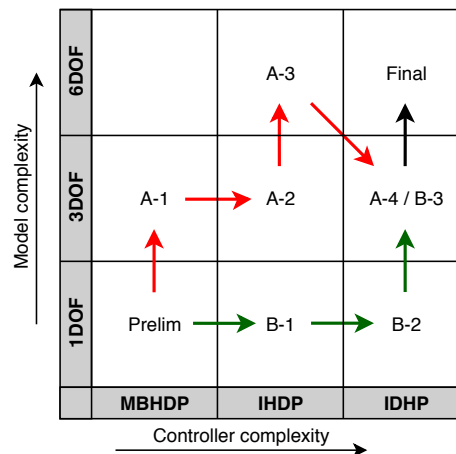 Model complexity
6DOF
A-3
Final
3DOF
A-1
A-2
A-4 / B-3
1DOF
Prelim
B-1
B-2
MBHDP
IHDP
IDHP
Controller complexity